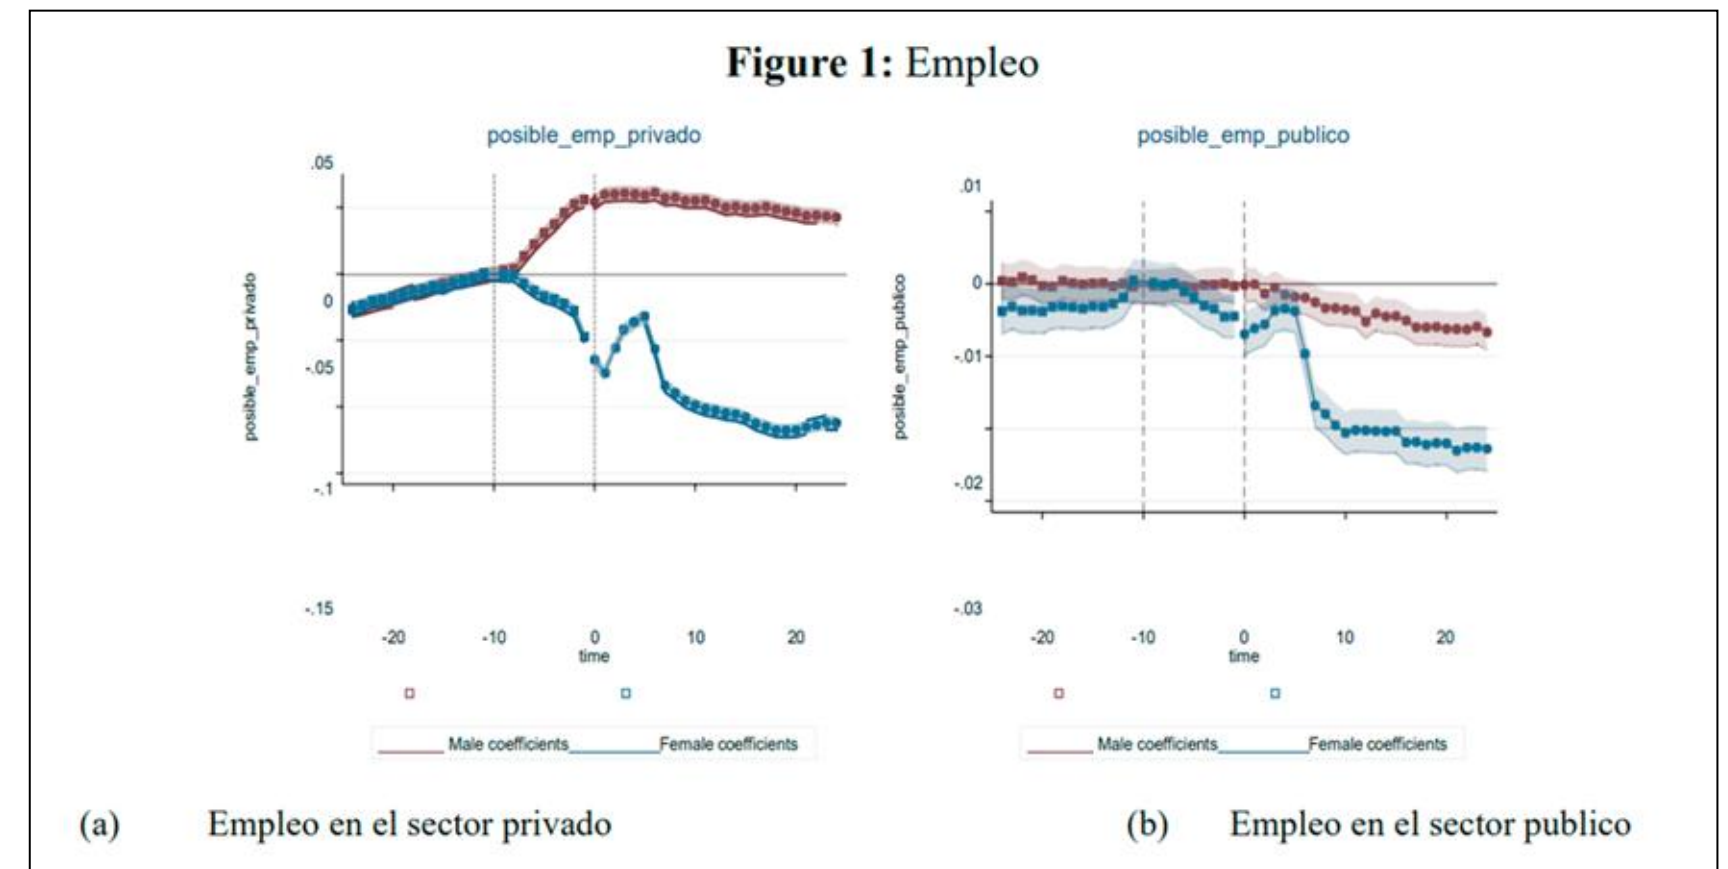 Figure 1: Empleo
posible_emp_privado
.05
0
-.05
-.1
-.15
posible_emp_privado
-20 -10 0 10 20
time
Male coefficients Female coefficients
(a) Empleo en el sector privado
posible_emp_publico
.01
0
-.01
-.02
-.03
posible_emp_publico
-20 -10 0 10 20
time
Male coefficients Female coefficients
(b) Empleo en el sector publico